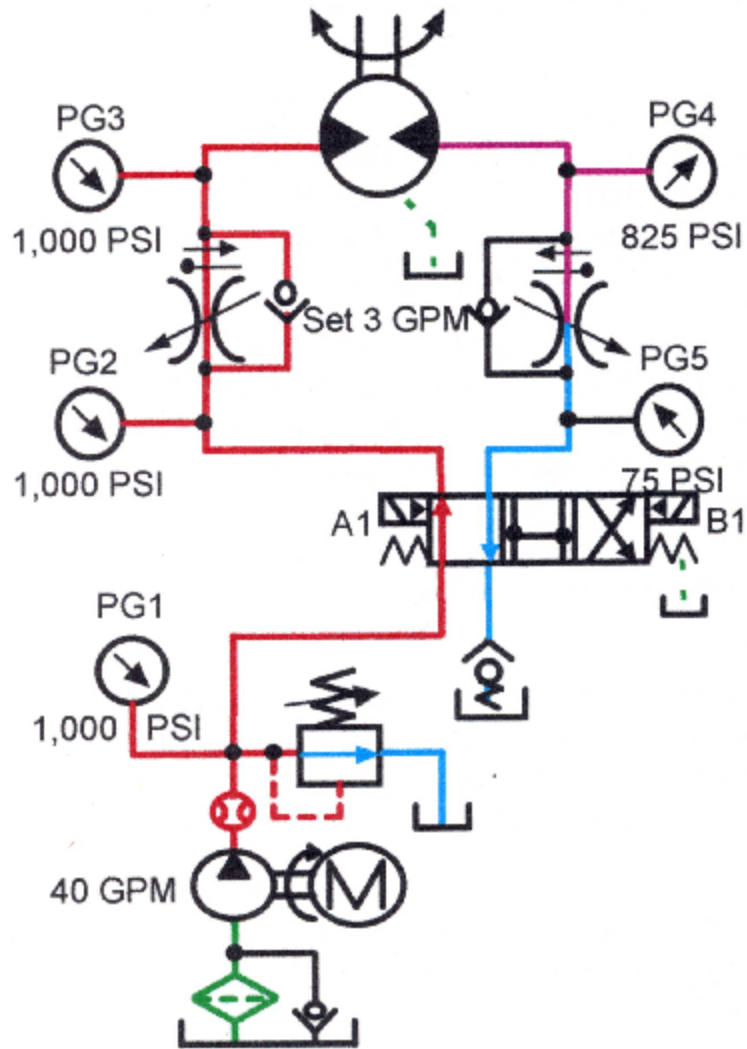 PG3
PG4
1,000 PSI
825 PSI
Set 3 GPM
PG2
PG5
1,000 PSI
75 PSI
A1
B1
PG1
1,000 PSI
40 GPM
M